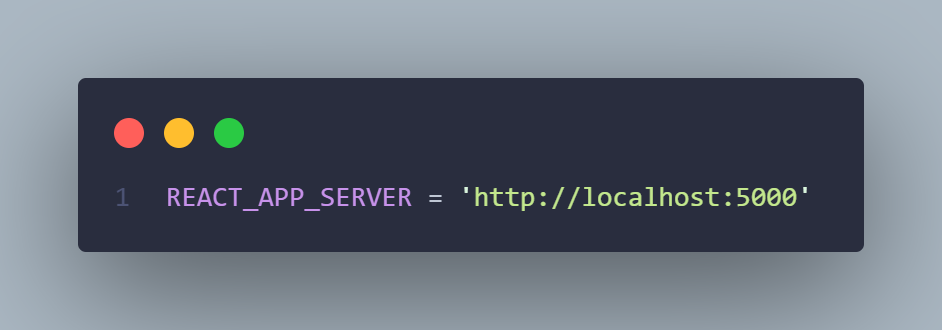 1 REACT_APP_SERVER = 'http://localhost:5000'